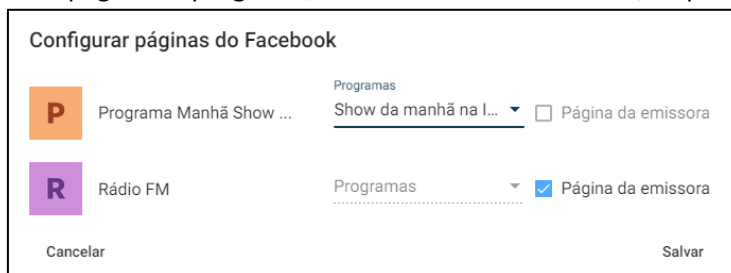 Configurar páginas do Facebook
Programas
P Programa Manhã Show ... Show da manhã na I... Página da emissora
R Rádio FM Programas Página da emissora
Cancelar Salvar